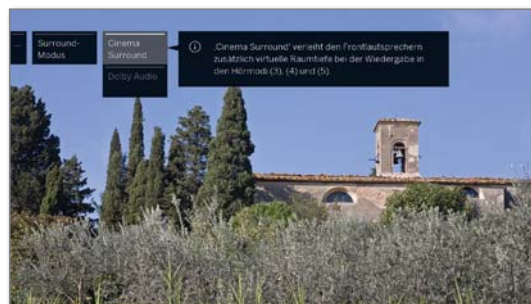 ...
Surround-
Modus
Cinema
Surround
Dolby Audio
„Cinema Surround' verleiht den Frontlautsprechern
zusätzlich virtuelle Raumtiefe bei der Wiedergabe in
den Hörmodi (3), (4) und (5).